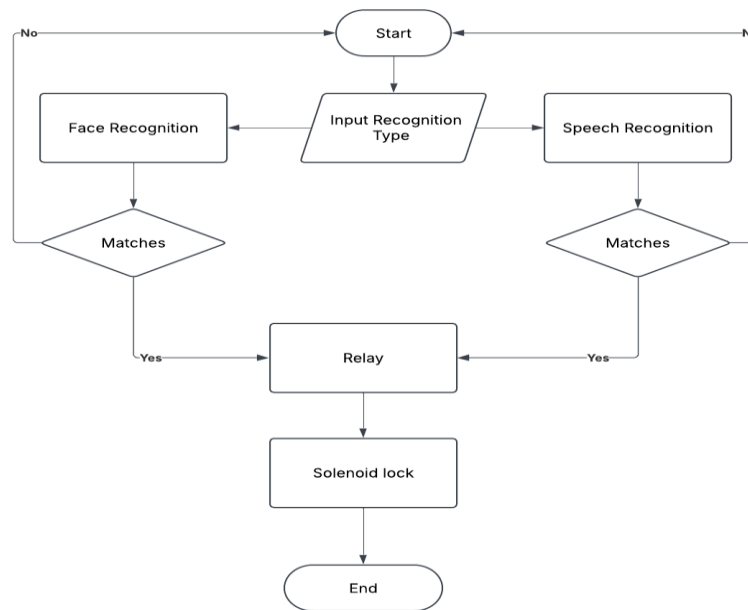 No
Start
N
Face Recognition
Input Recognition
Type
Speech Recognition
Matches
Matches
Yes
Relay
Yes
Solenoid lock
End